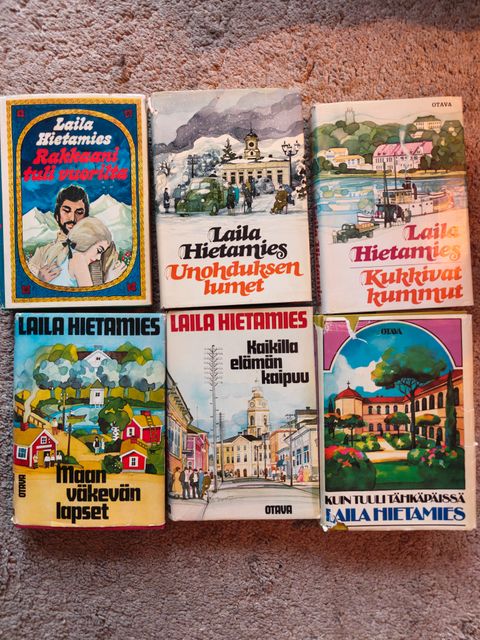 Laila
Hietamies
Rakkaani
tuli vuorilta
Laila
Hietamies
Unohduksen
lumet
OTAVA
Laila
Hietamies
Kukkivat
kummut
LAILA HIETAMIES
Maan
väkevän
lapset
OTAVA
LAILA HIETAMIES
Kaikilla
elämän
kaipuu
OTAVA
OTAVA
KUIN TUULI TÄHKÄPÄISSÄ
LAILA HIETAMIES